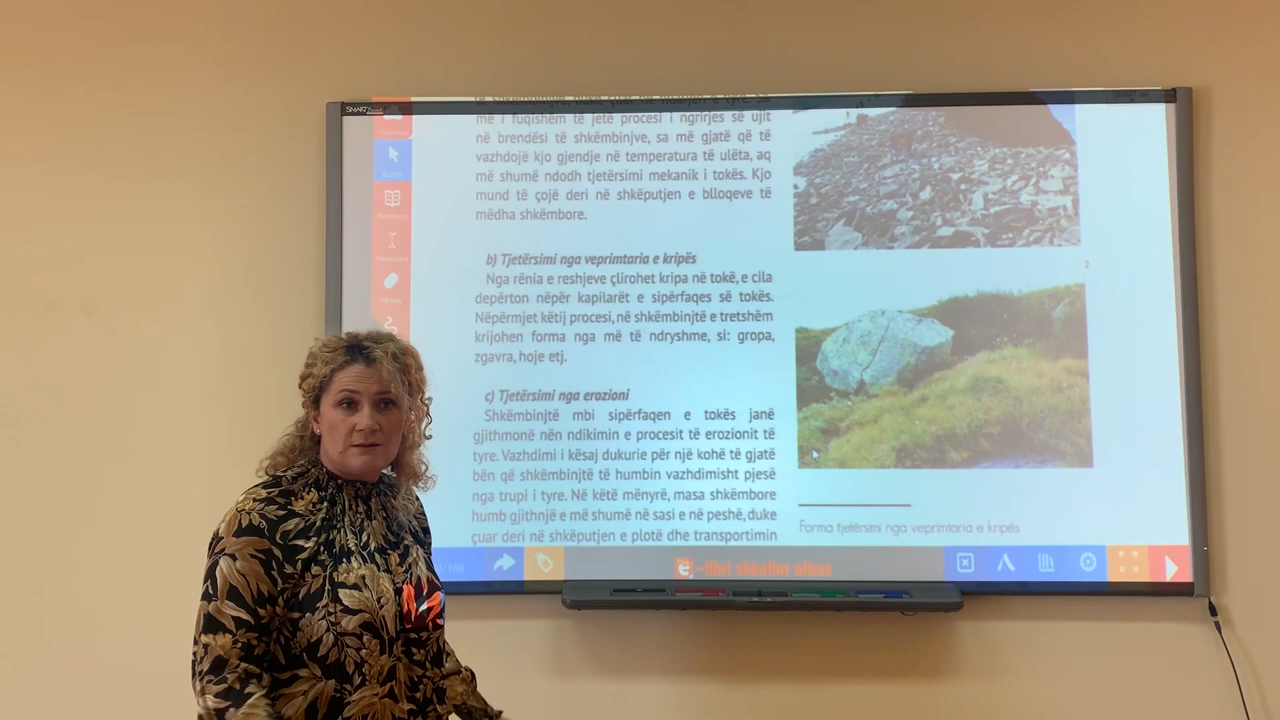 SMART
më i fuqishëm të jetë procesi i ngrirjes së ujit
në brendësi të shkëmbinjve, sa më gjatë që të
vazhdojë kjo gjendje në temperatura të ulëta, aq
më shumë ndodh tjetërsimi mekanik i tokës. Kjo
mund të çojë deri në shkëputjen e blloqeve të
mëdha shkëmbore.
b) Tjetërsimi nga veprimtaria e kripës
Nga rënia e reshjeve çlirohet kripa në tokë, e cila
depërton nëpër kapilarët e sipërfaqes së tokës.
Nëpërmjet këtij procesi, në shkëmbinjtë e tretshëm
krijohen forma nga më të ndryshme, si: gropa,
zgavra, hoje etj.
c) Tjetërsimi nga erozioni
Shkëmbinjtë mbi sipërfaqen e tokës janë
gjithmonë nën ndikimin e procesit të erozionit të
tyre. Vazhdimi i kësaj dukurie për një kohë të gjatë
bën që shkëmbinjtë të humbin vazhdimisht pjesë
nga trupi i tyre. Në këtë mënyrë, masa shkëmbore
humb gjithnjë e më shumë në sasi e në peshë, duke
çuar deri në shkëputjen e plotë dhe transportimin
2
Forma tjetërsimi nga veprimtaria e kripës
/168
e-libri shkollor albas